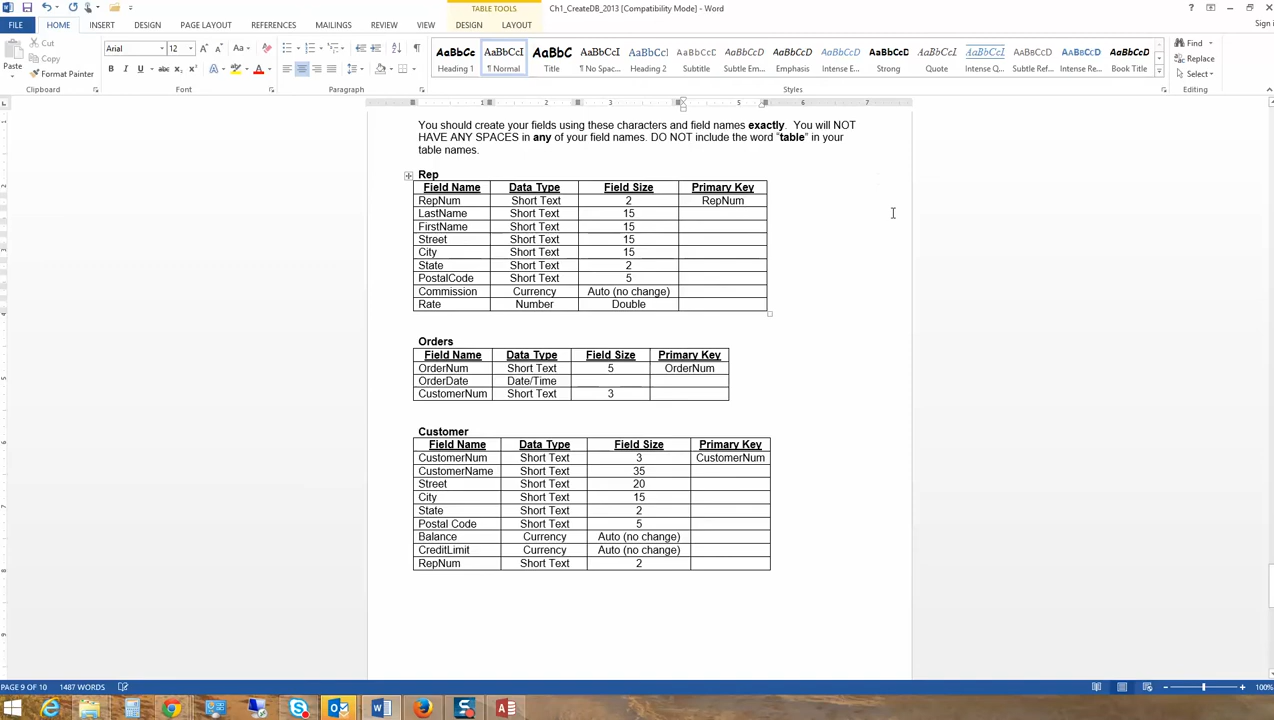 TABLE TOOLS
Ch1_CreateDB_2013 [Compatibility Mode] - Word
FILE HOME INSERT DESIGN PAGE LAYOUT REFERENCES MAILINGS REVIEW VIEW DESIGN LAYOUT Sign i
Paste
Cut
Copy
Format Painter
Clipboard
Arial 12
Font
Paragraph
AaBbCc AaBbCcI AaBbC AaBbCcI AaBbCcI AaBbCcD AaBbCcD AaBbCcD AaBbCcD AaBbCc AaBbCcI AaBbCcI AaBbCcD AaBbCcD AaBbCc
Heading 1 ¶ Normal Title ¶ No Spac... Heading 2 Subtitle Subtle Em... Emphasis Intense E... Strong Quote Intense Q... Subtle Ref... Intense Re... Book Title
Styles
Find
Replace
Select
Editing
1 2 3 5 6 7
You should create your fields using these characters and field names exactly. You will NOT
HAVE ANY SPACES in any of your field names. DO NOT include the word “table” in your
table names.
Rep
Field Name Data Type Field Size Primary Key
RepNum Short Text 2 RepNum
LastName Short Text 15
FirstName Short Text 15
Street Short Text 15
City Short Text 15
State Short Text 2
PostalCode Short Text 5
Commission Currency Auto (no change)
Rate Number Double
Orders
Field Name Data Type Field Size Primary Key
OrderNum Short Text 5 OrderNum
OrderDate Date/Time
CustomerNum Short Text 3
Customer
Field Name Data Type Field Size Primary Key
CustomerNum Short Text 3 CustomerNum
CustomerName Short Text 35
Street Short Text 20
City Short Text 15
State Short Text 2
Postal Code Short Text 5
Balance Currency Auto (no change)
CreditLimit Currency Auto (no change)
RepNum Short Text 2
PAGE 9 OF 10 1487 WORDS 100%